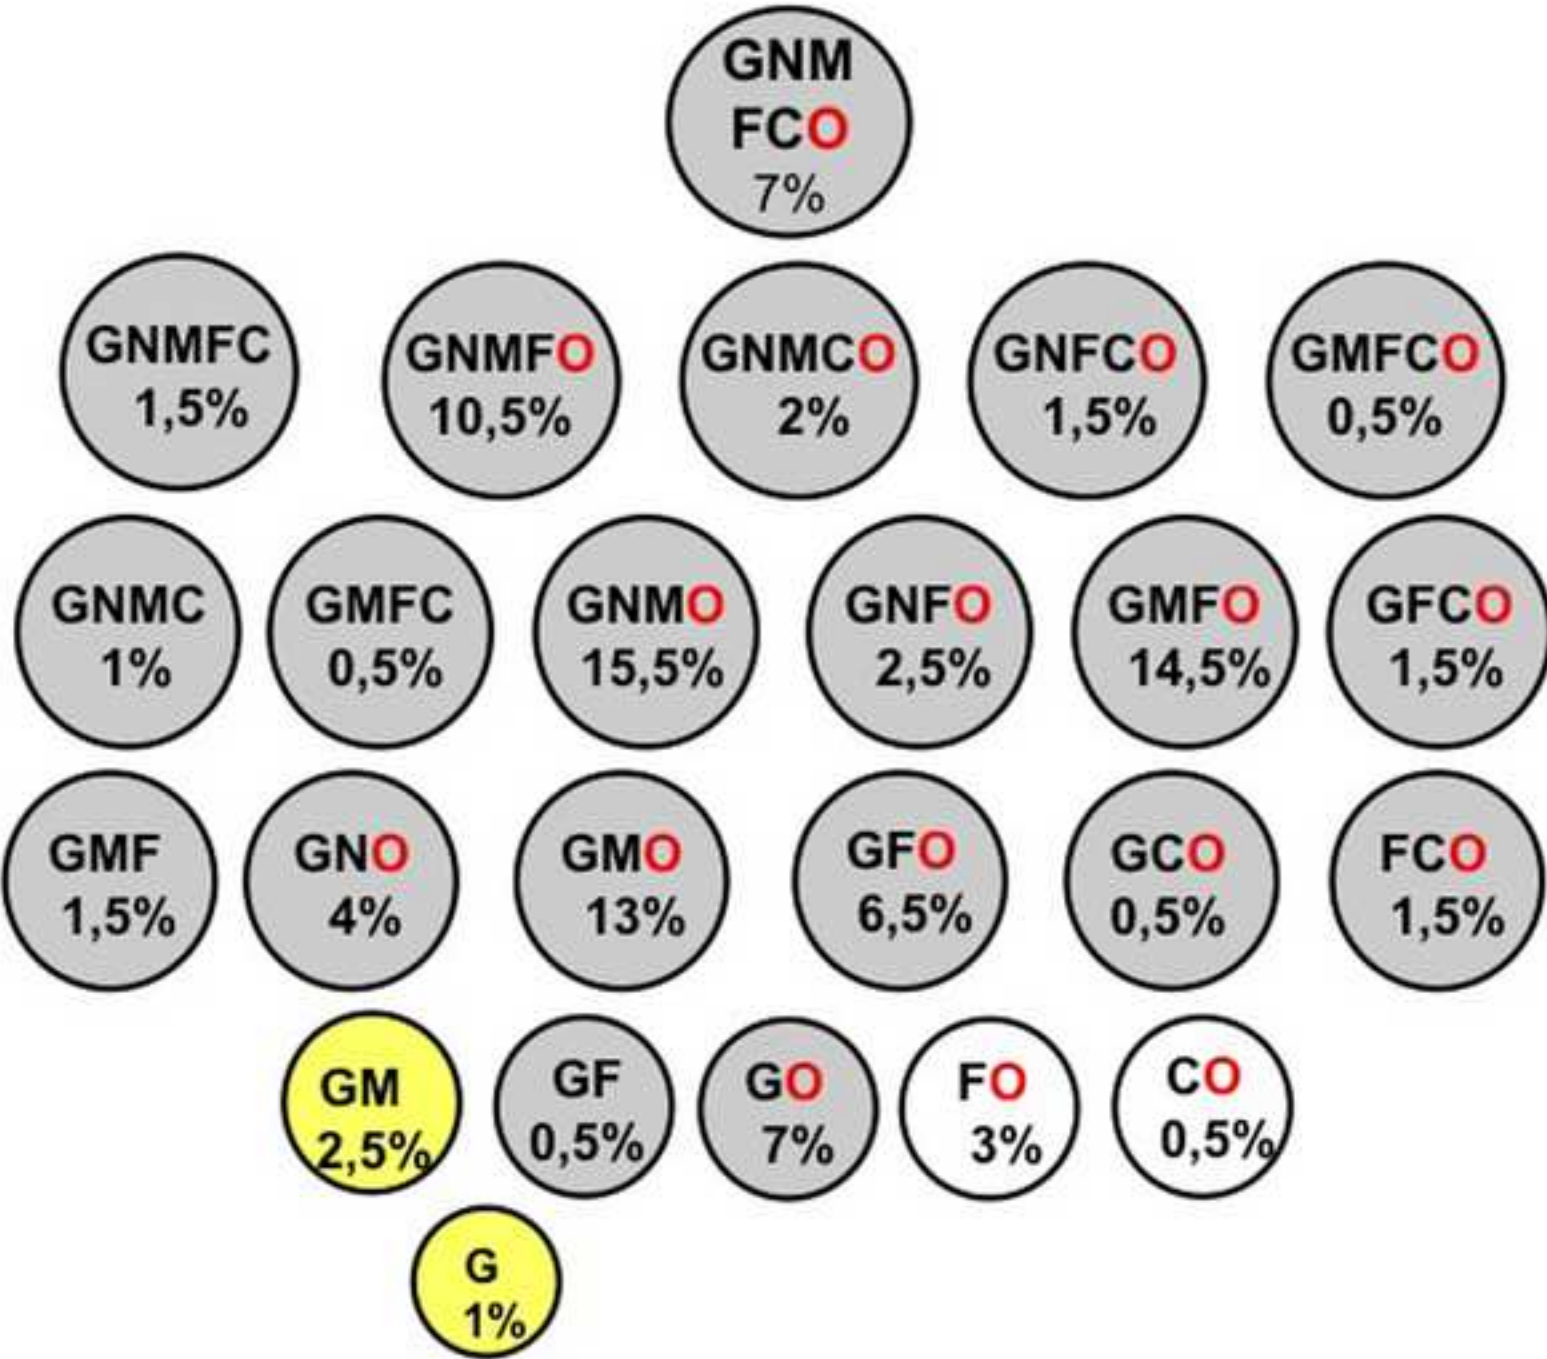 GNM
FCO
7%
GNMFC
1,5%
GNMFO
10,5%
GNMCO
2%
GNFCO
1,5%
GMFCO
0,5%
GNMC
1%
GMFC
0,5%
GNMO
15,5%
GNFO
2,5%
GMFO
14,5%
GFCO
1,5%
GMF
1,5%
GNO
4%
GMO
13%
GFO
6,5%
GCO
0,5%
FCO
1,5%
GM
2,5%
GF
0,5%
GO
7%
FO
3%
CO
0,5%
G
1%